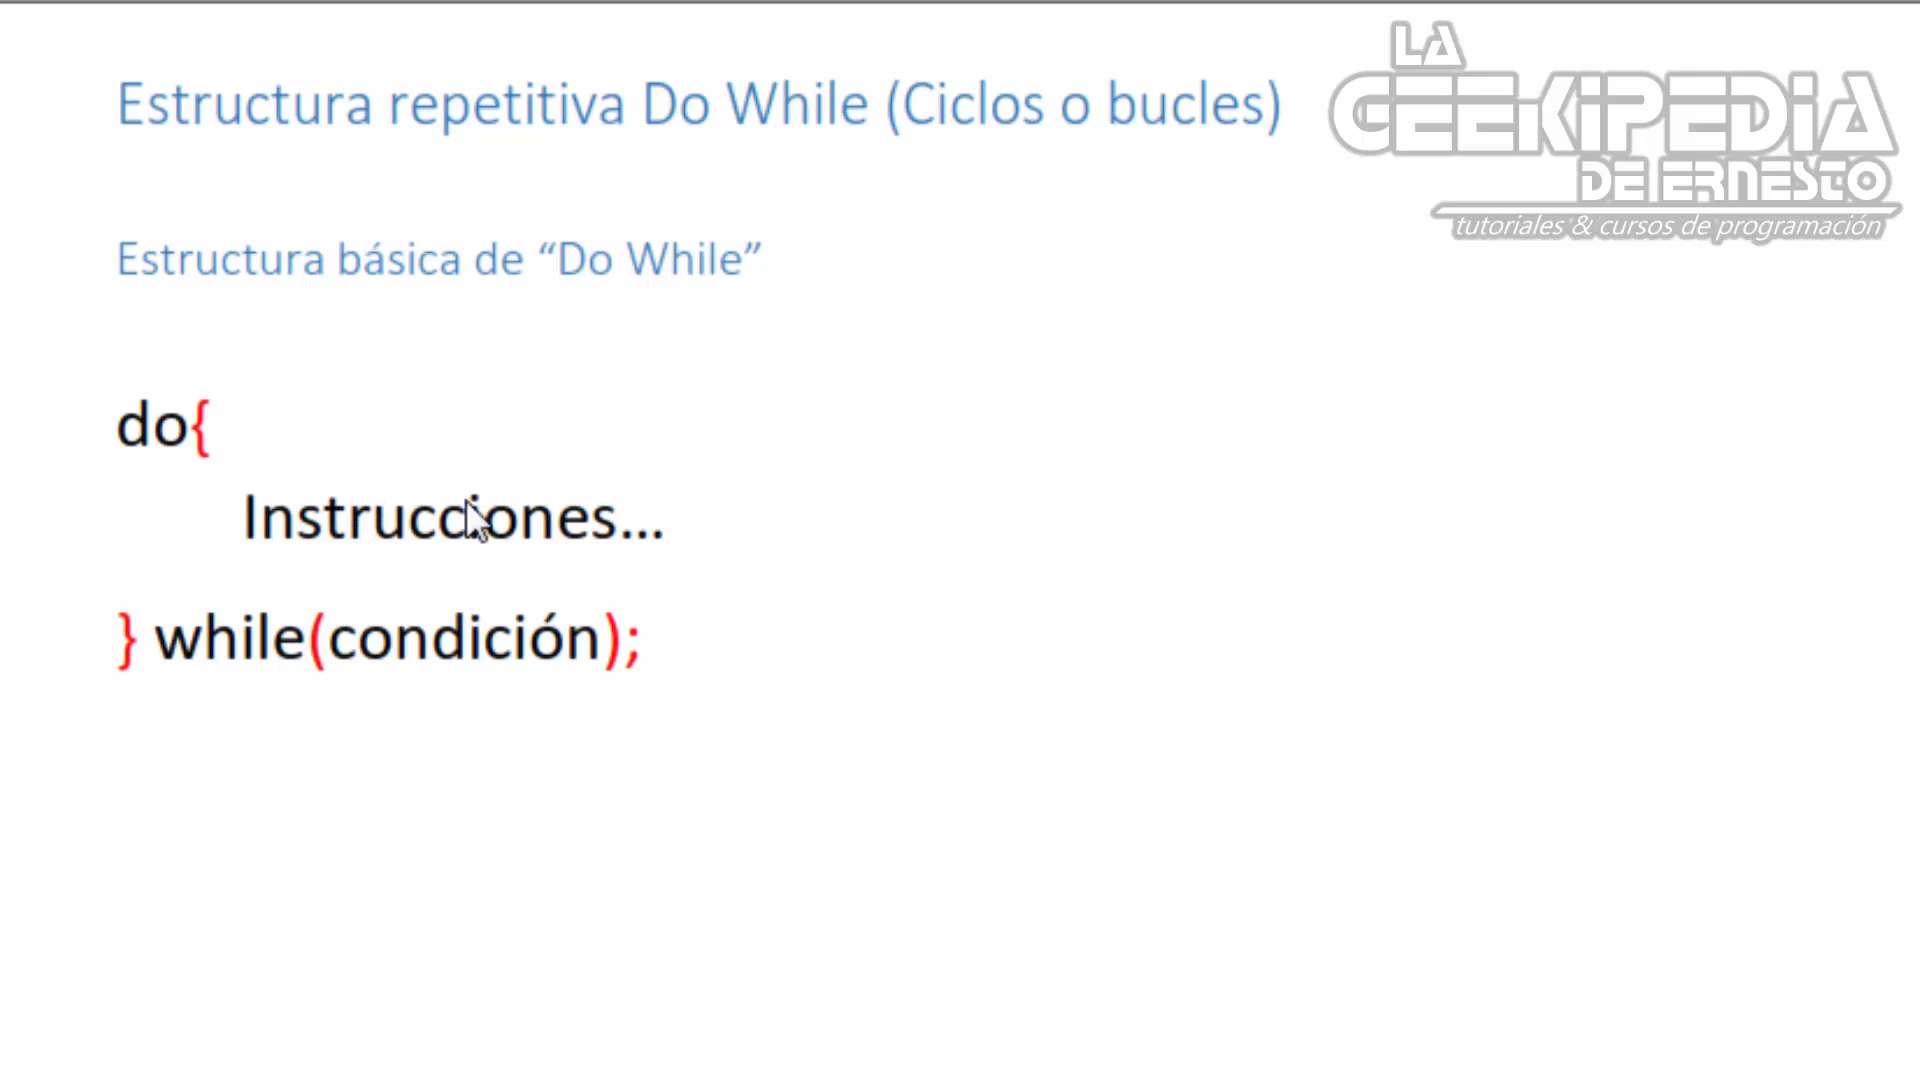 Estructura repetitiva Do While (Ciclos o bucles)
LA
GEEKIPEDIA
DE ERNESTO
tutoriales & cursos de programación
Estructura básica de “Do While”
do{
Instrucciones...
} while(condición);